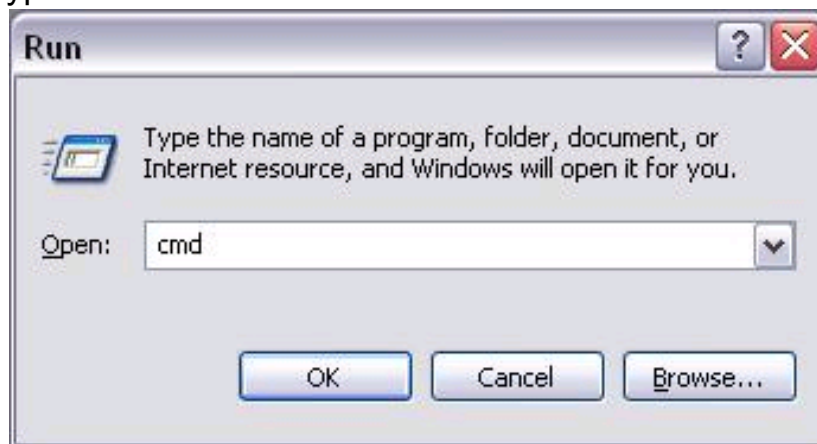 Run
Type the name of a program, folder, document, or
Internet resource, and Windows will open it for you.
Open: cmd
OK Cancel Browse...